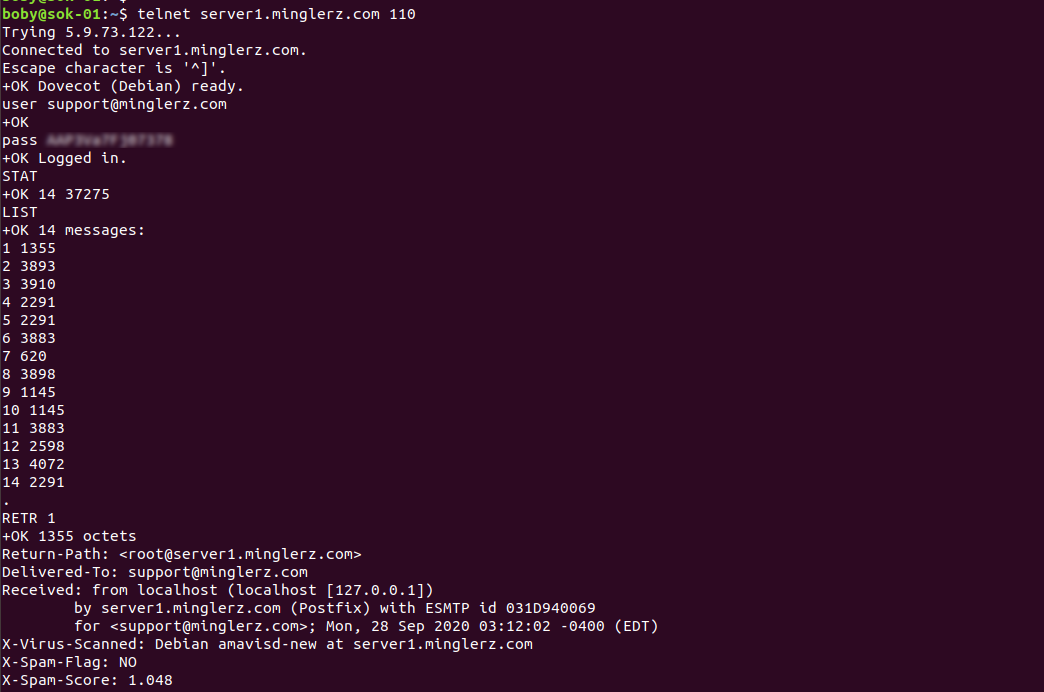 boby@sok-01:~$ telnet server1.minglerz.com 110
Trying 5.9.73.122...
Connected to server1.minglerz.com.
Escape character is '^]'.
+OK Dovecot (Debian) ready.
user support@minglerz.com
+OK
pass
+OK Logged in.
STAT
+OK 14 37275
LIST
+OK 14 messages:
1 1355
2 3893
3 3910
4 2291
5 2291
6 3883
7 620
8 3898
9 1145
10 1145
11 3883
12 2598
13 4072
14 2291
.
RETR 1
+OK 1355 octets
Return-Path: <root@server1.minglerz.com>
Delivered-To: support@minglerz.com
Received: from localhost (localhost [127.0.0.1])
by server1.minglerz.com (Postfix) with ESMTP id 031D940069
for <support@minglerz.com>; Mon, 28 Sep 2020 03:12:02 -0400 (EDT)
X-Virus-Scanned: Debian amavisd-new at server1.minglerz.com
X-Spam-Flag: NO
X-Spam-Score: 1.048